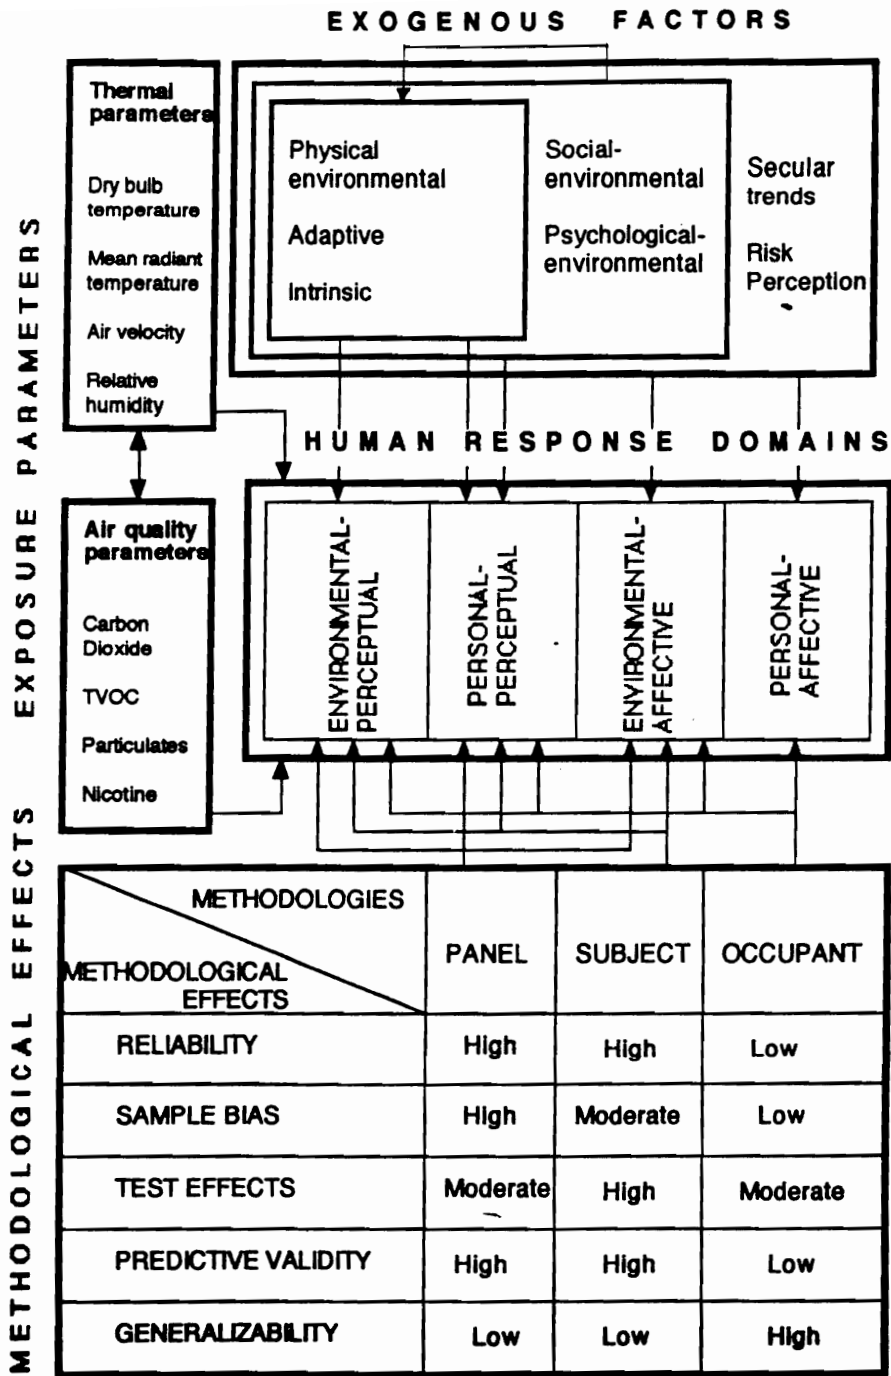 EXOGENOUS FACTORS
EXPOSURE PARAMETERS
Thermal
parameters
Dry bulb
temperature
Mean radiant
temperature
Air velocity
Relative
humidity
Physical
environmental
Adaptive
Intrinsic
Social-
environmental
Psychological-
environmental
Secular
trends
Risk
Perception
HUMAN RESPONSE DOMAINS
Air quality
parameters
Carbon
Dioxide
TVOC
Particulates
Nicotine
ENVIRONMENTAL-
PERCEPTUAL
PERSONAL-
PERCEPTUAL
ENVIRONMENTAL-
AFFECTIVE
PERSONAL-
AFFECTIVE
METHODOLOGICAL EFFECTS
METHODOLOGIES
METHODOLOGICAL
EFFECTS
PANEL SUBJECT OCCUPANT
RELIABILITY High High Low
SAMPLE BIAS High Moderate Low
TEST EFFECTS Moderate High Moderate
PREDICTIVE VALIDITY High High Low
GENERALIZABILITY Low Low High